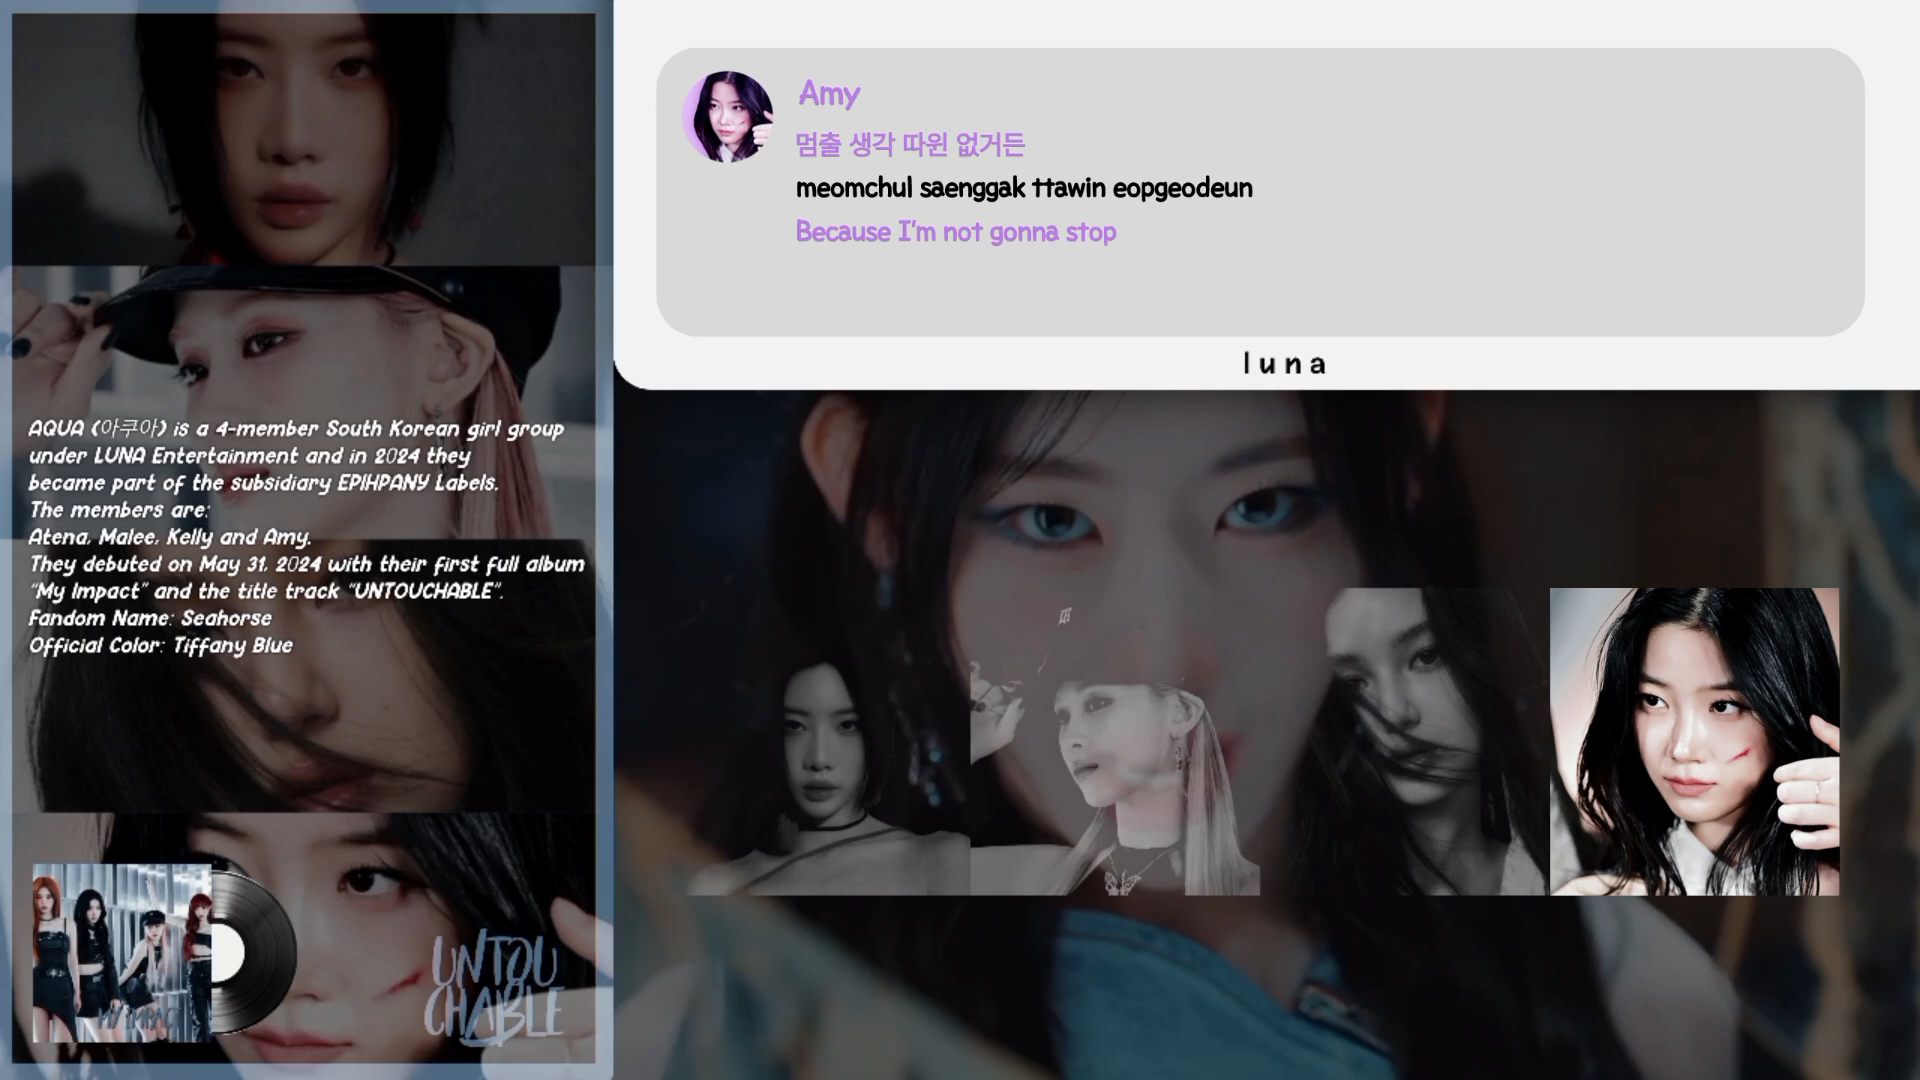 Amy
멈출 생각 따윈 없거든
meomchul saenggak ttawin eopgeodeun
Because I'm not gonna stop
luna
AQUA (아쿠아) is a 4-member South Korean girl group
under LUNA Entertainment and in 2024 they
became part of the subsidiary EPIHPANY Labels.
The members are:
Atena, Malee, Kelly and Amy.
They debuted on May 31, 2024 with their first full album
"My Impact" and the title track "UNTOUCHABLE".
Fandom Name: Seahorse
Official Color: Tiffany Blue
MY IMPACT
UNTOU
CHABLE